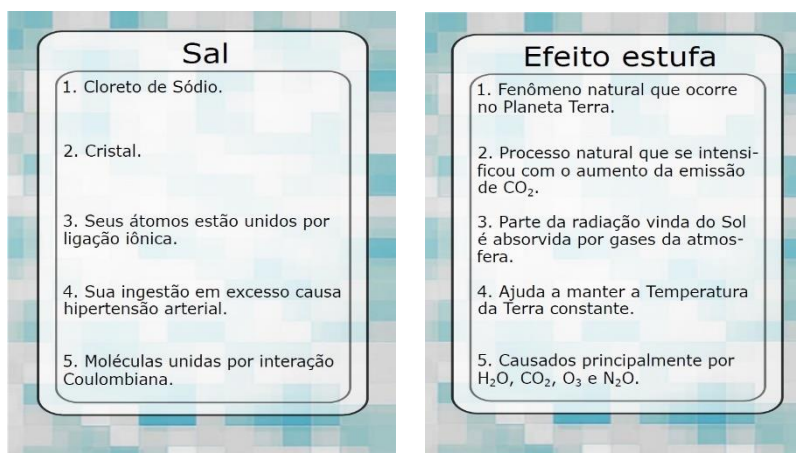 Sal
1. Cloreto de Sódio.
2. Cristal.
3. Seus átomos estão unidos por
ligação iônica.
4. Sua ingestão em excesso causa
hipertensão arterial.
5. Moléculas unidas por interação
Coulombiana.
Efeito estufa
1. Fenômeno natural que ocorre
no Planeta Terra.
2. Processo natural que se intensi-
ficou com o aumento da emissão
de CO₂.
3. Parte da radiação vinda do Sol
é absorvida por gases da atmos-
fera.
4. Ajuda a manter a Temperatura
da Terra constante.
5. Causados principalmente por
H₂O, CO₂, O₃ e N₂O.